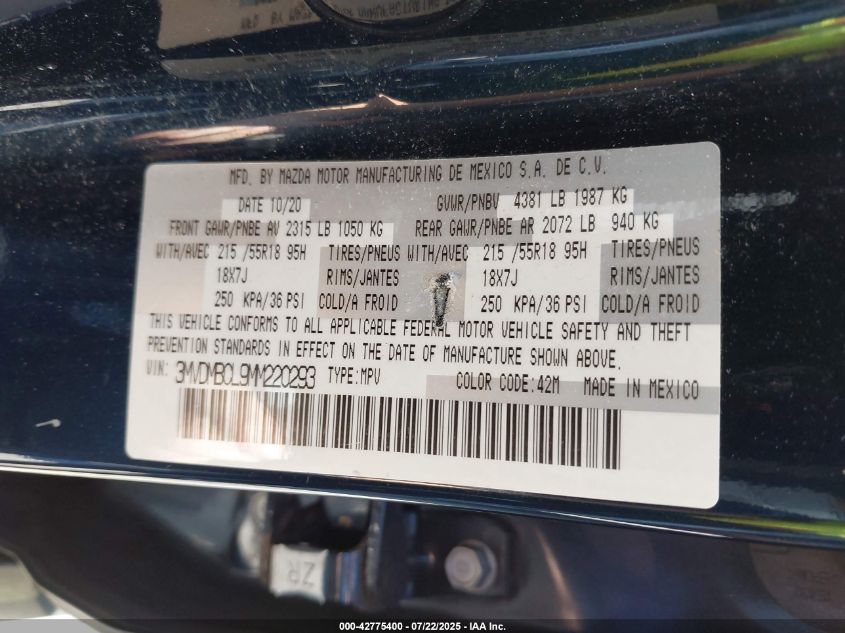 MFD. BY MAZDA MOTOR MANUFACTURING DE MEXICO S.A. DE C.V.
DATE 10/20 GVWR/PNBV 4381 LB 1987 KG
FRONT GAWR/PNBE AV 2315 LB 1050 KG REAR GAWR/PNBE AR 2072 LB 940 KG
WITH/AVEC 215 /55R18 95H TIRES/PNEUS WITH/AVEC 215 /55R18 95H TIRES/PNEUS
18X7J RIMS/JANTES 18X7J RIMS/JANTES
250 KPA/36 PSI COLD/A FROID 250 KPA/36 PSI COLD/A FROID
THIS VEHICLE CONFORMS TO ALL APPLICABLE FEDERAL MOTOR VEHICLE SAFETY AND THEFT
PREVENTION STANDARDS IN EFFECT ON THE DATE OF MANUFACTURE SHOWN ABOVE.
VIN: 3MVDMBCL9MM220293 TYPE:MPV COLOR CODE:42M MADE IN MEXICO
ZR
000-42775400 - 07/22/2025 - IAA Inc.